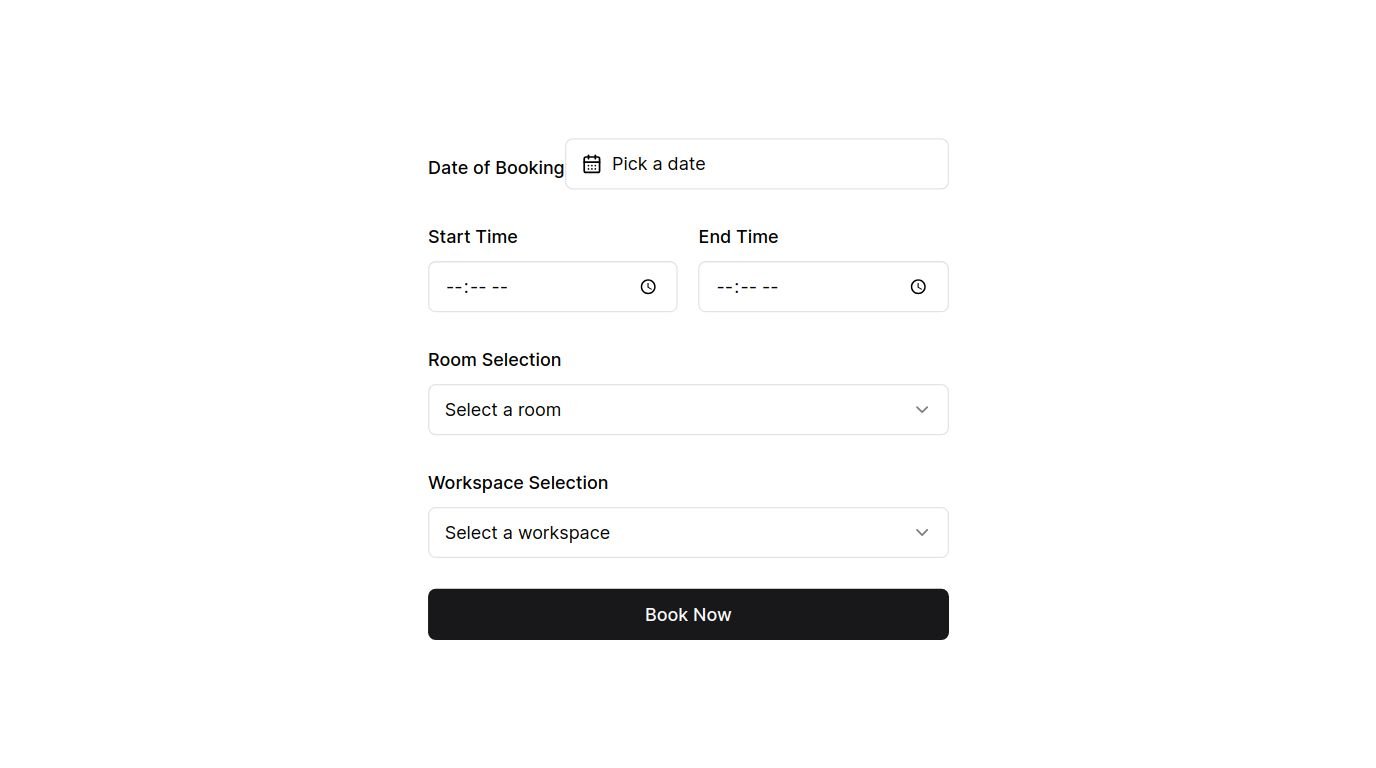 Date of Booking Pick a date
Start Time End Time
--:-- -- --:-- --
Room Selection
Select a room
Workspace Selection
Select a workspace
Book Now